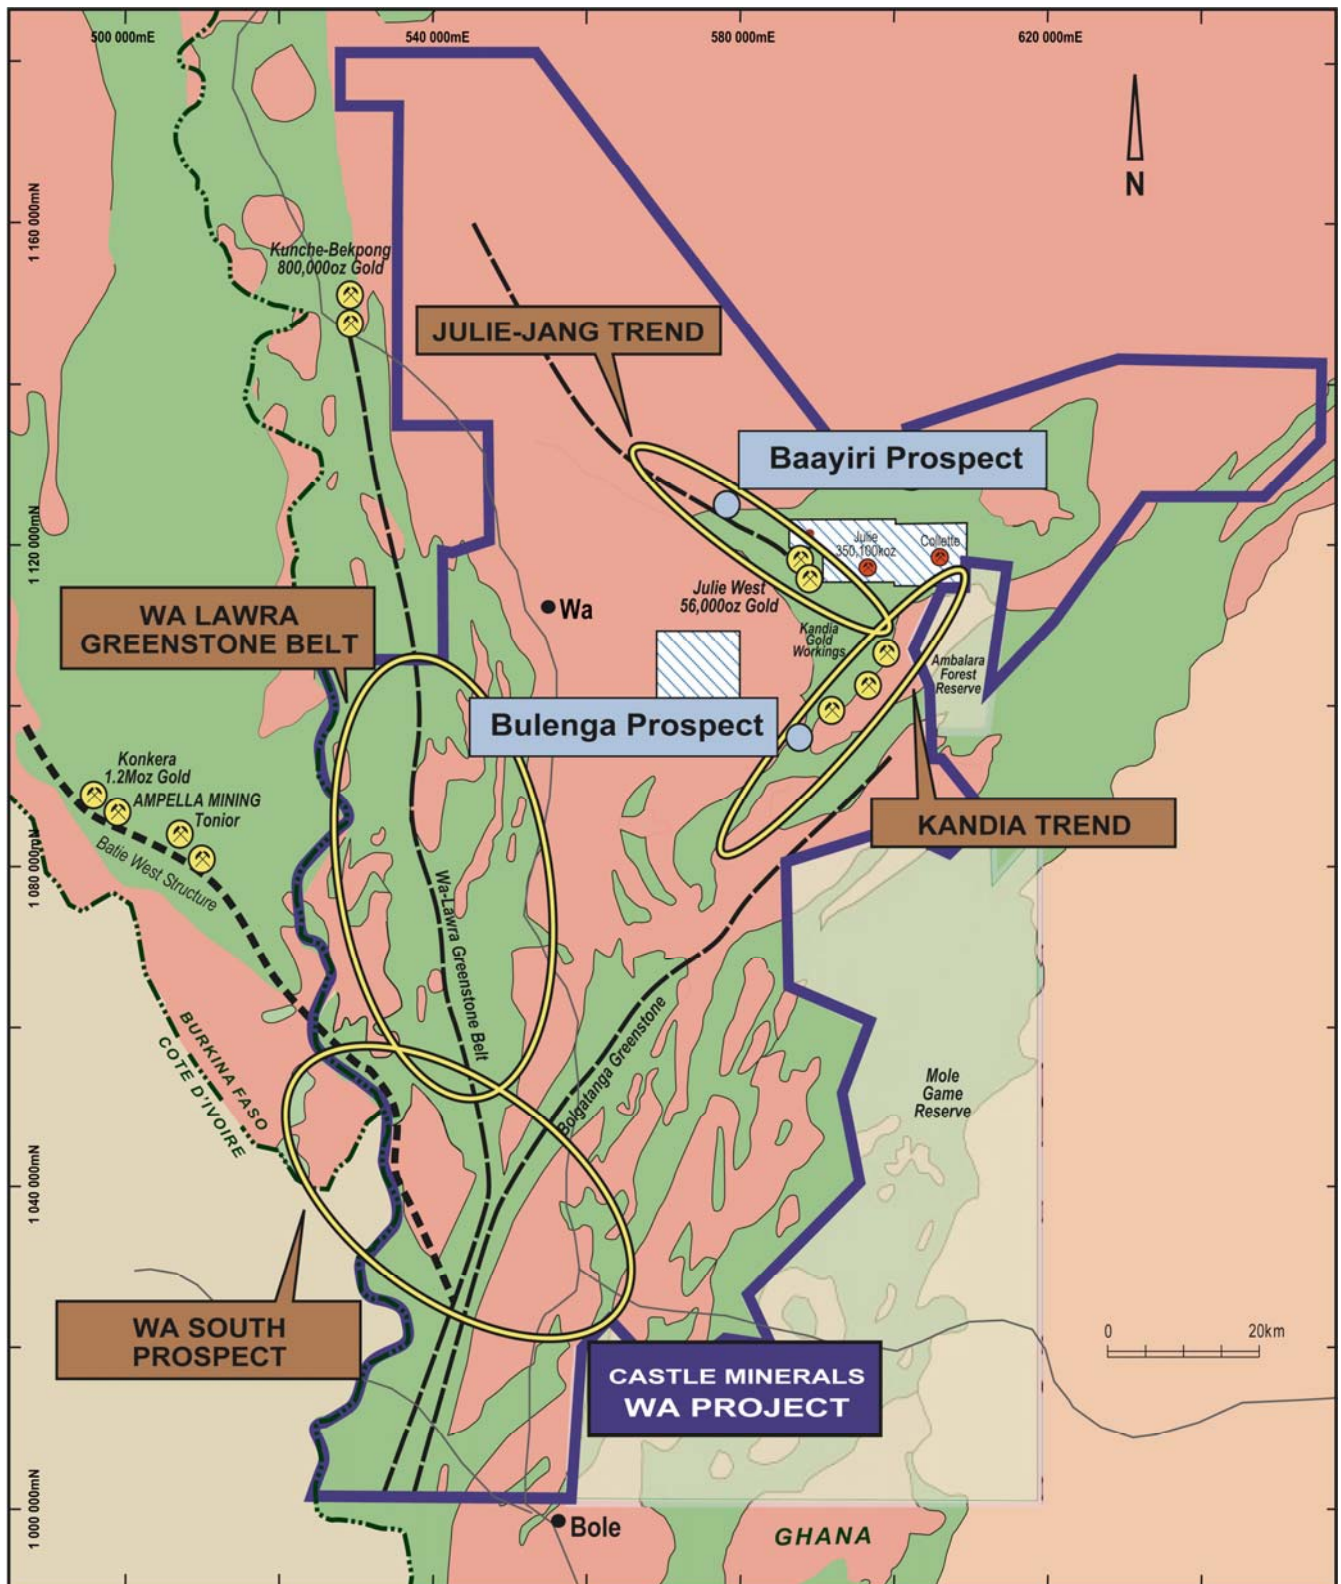 500 000mE
540 000mE
580 000mE
620 000mE
N
1 160 000mN
1 120 000mN
1 080 000mN
1 040 000mN
1 000 000mN
Kunche-Bekpong
800,000oz Gold
JULIE-JANG TREND
Baayiri Prospect
Julie
350,100koz
Collette
Julie West
56,000oz Gold
Wa
WA LAWRA
GREENSTONE BELT
Kandia
Gold
Workings
Ambalara
Forest
Reserve
Bulenga Prospect
Konkera
1.2Moz Gold
AMPELLA MINING
Tonior
Batie West Structure
KANDIA TREND
Wa-Lawra Greenstone Belt
Bolgatanga Greenstone
BURKINA FASO
COTE D'IVOIRE
Mole
Game
Reserve
WA SOUTH
PROSPECT
0
20km
CASTLE MINERALS
WA PROJECT
Bole
GHANA